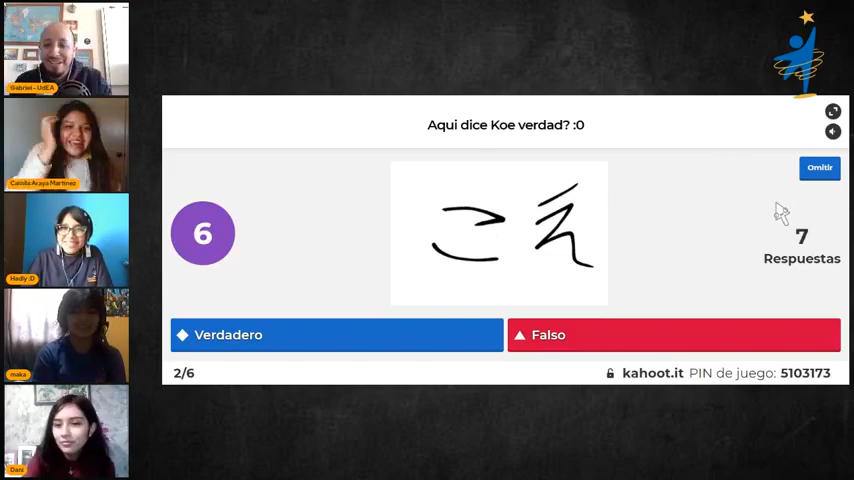 Gabriel - UdEA
Camila Araya Martinez
Hadly :D
maka
Dani
Aqui dice Koe verdad? :0
Omitir
6
こえ
7
Respuestas
Verdadero
Falso
2/6
kahoot.it PIN de juego: 5103173